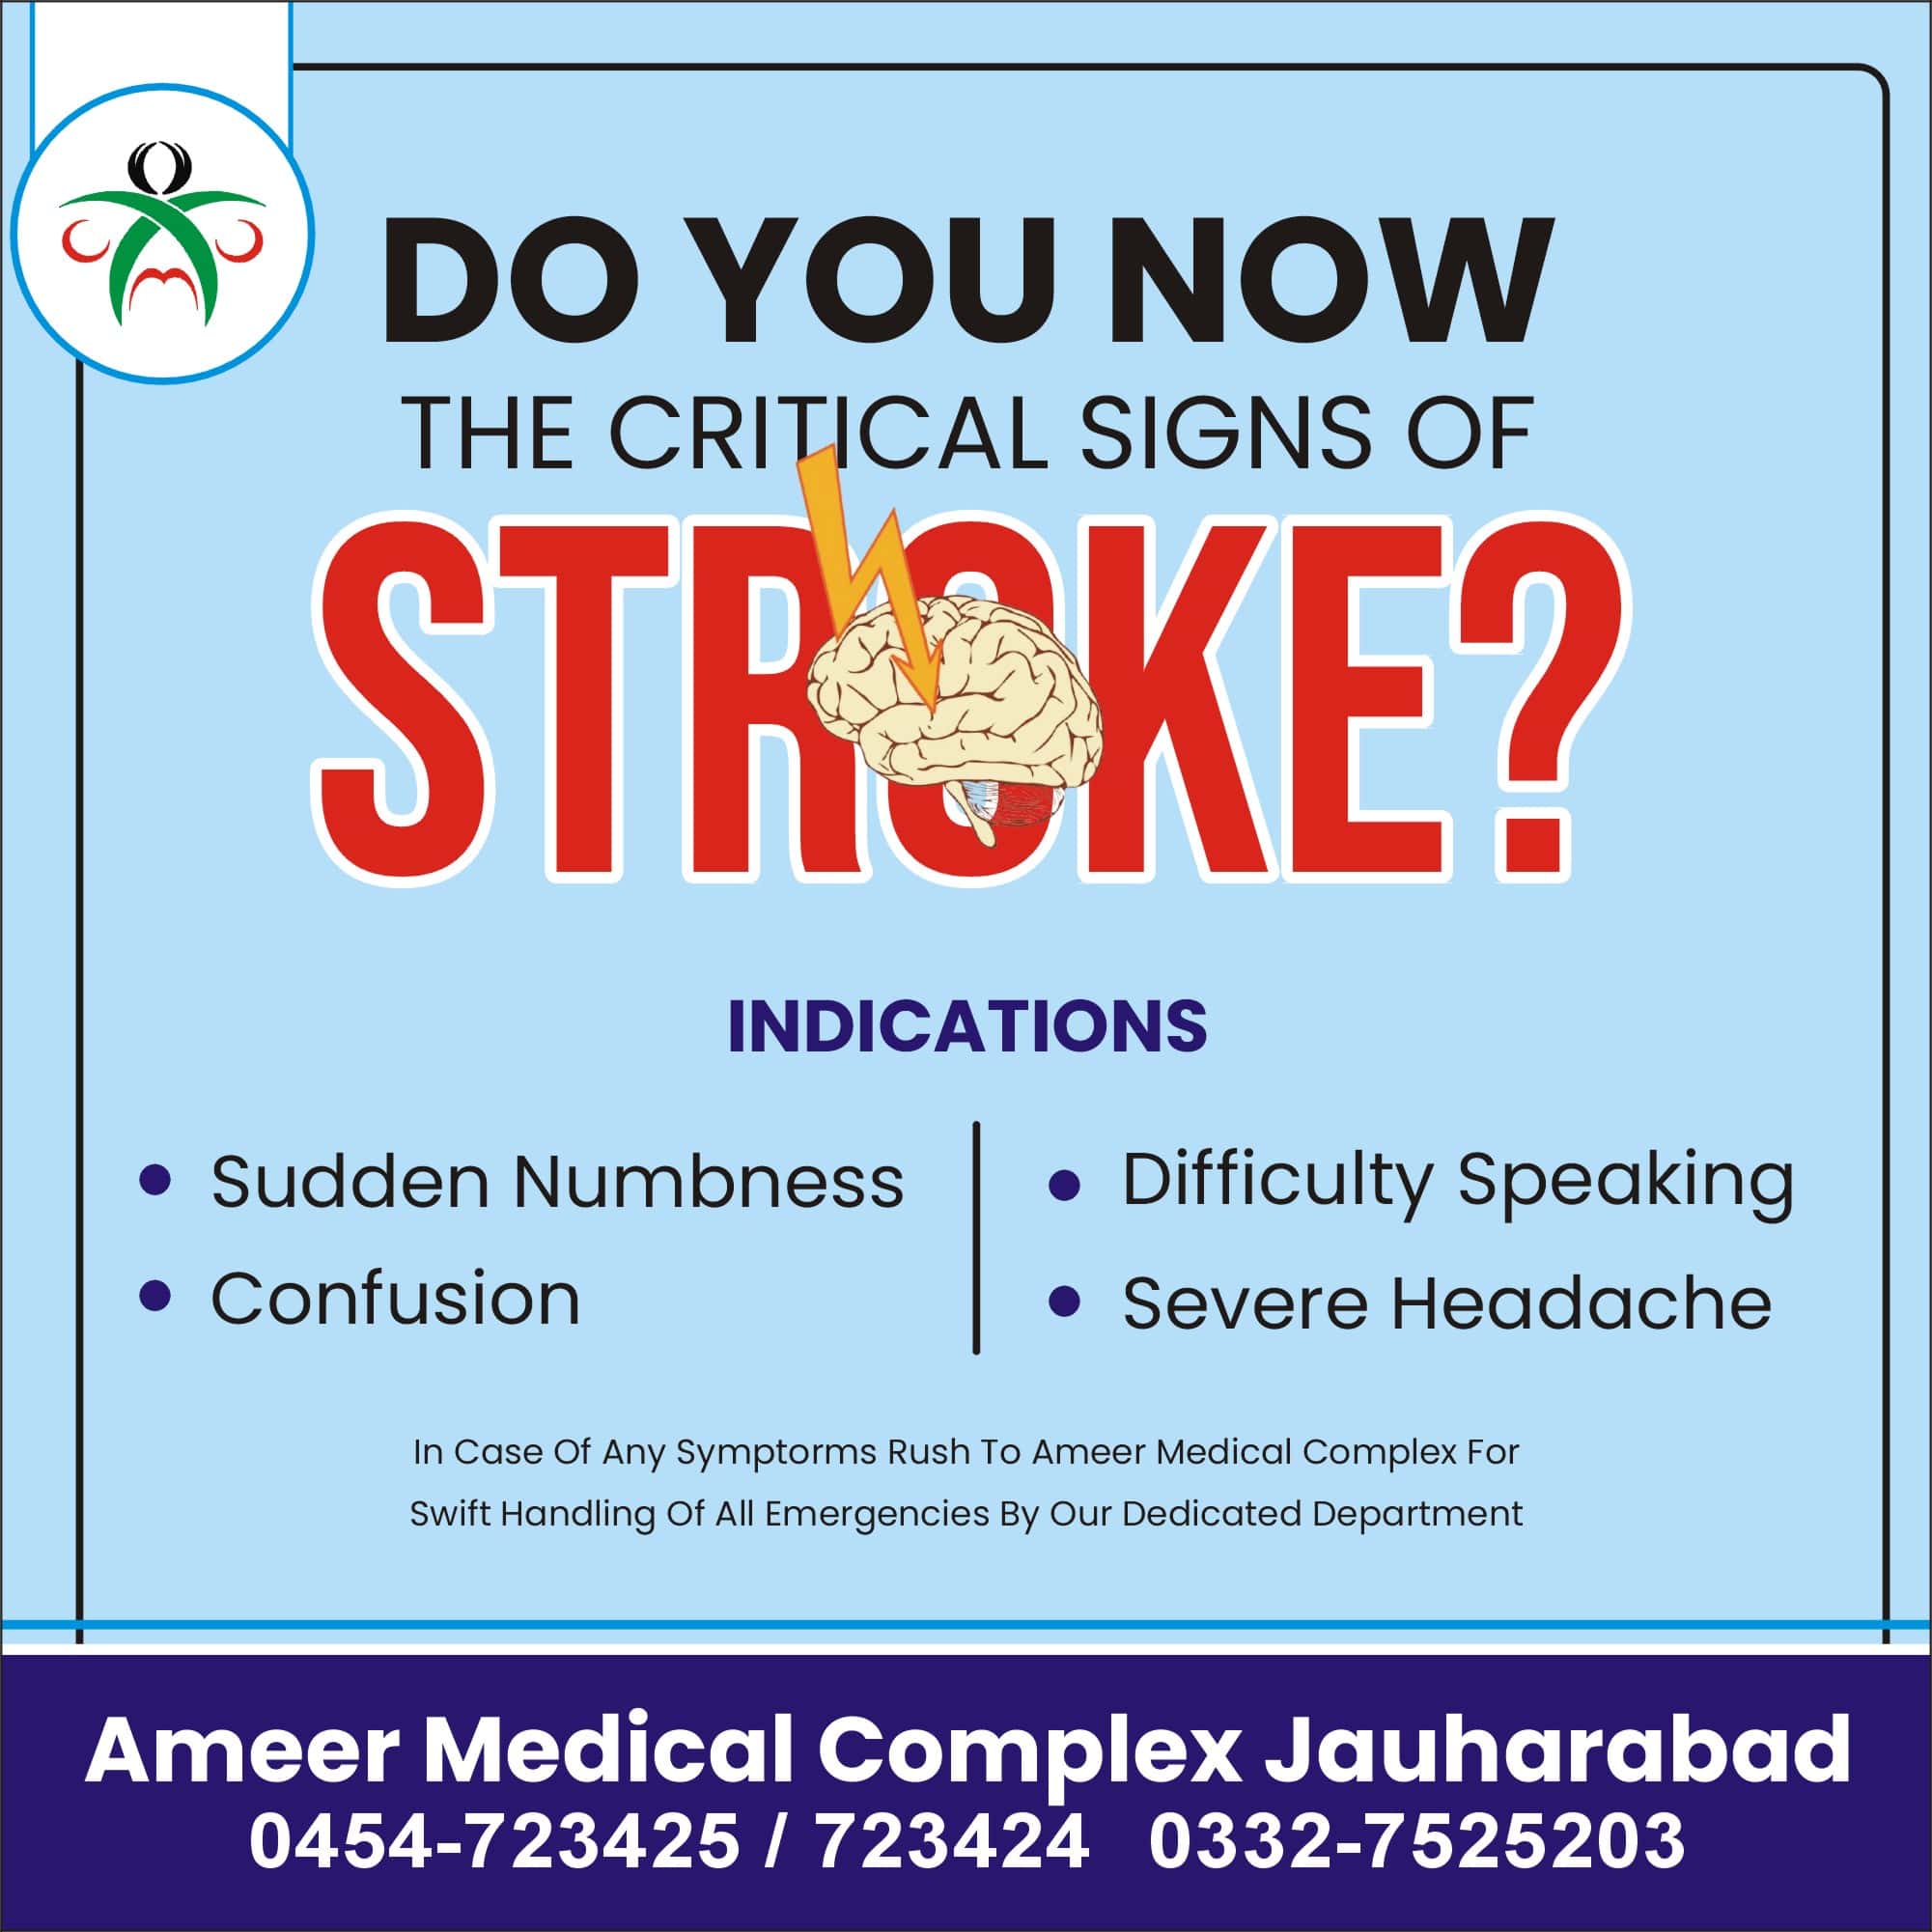 DO YOU NOW
THE CRITICAL SIGNS OF
STROKE?
INDICATIONS
Sudden Numbness
Confusion
Difficulty Speaking
Severe Headache
In Case Of Any Symptorms Rush To Ameer Medical Complex For
Swift Handling Of All Emergencies By Our Dedicated Department
Ameer Medical Complex Jauharabad
0454-723425 / 723424 0332-7525203